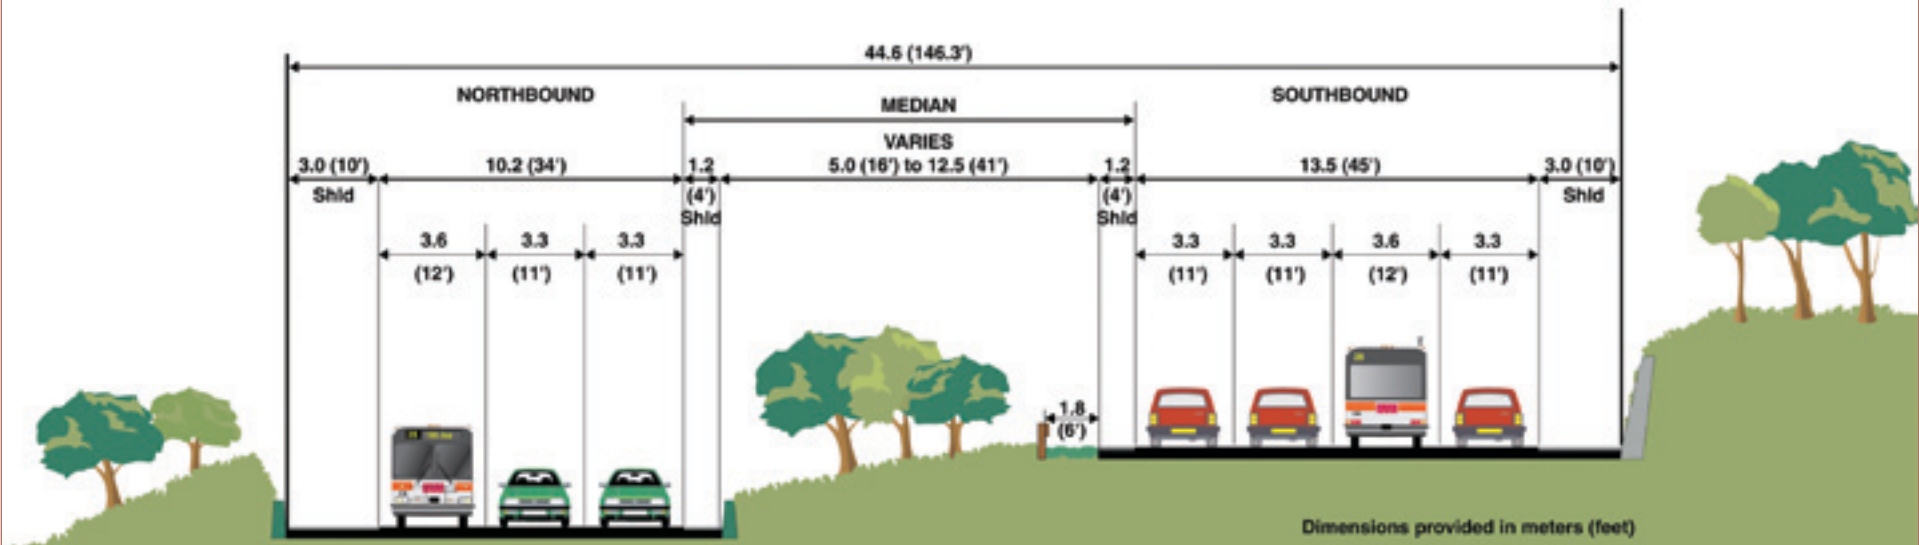 44.6 (146.3')
NORTHBOUND
MEDIAN
SOUTHBOUND
VARIES
3.0 (10')
10.2 (34')
1.2
5.0 (16') to 12.5 (41')
1.2
13.5 (45')
3.0 (10')
Shld
(4')
Shld
(4')
Shld
Shld
3.6
3.3
3.3
3.3
3.3
3.6
3.3
(12')
(11')
(11')
(11')
(11')
(12')
(11')
1.8
(6')
Dimensions provided in meters (feet)